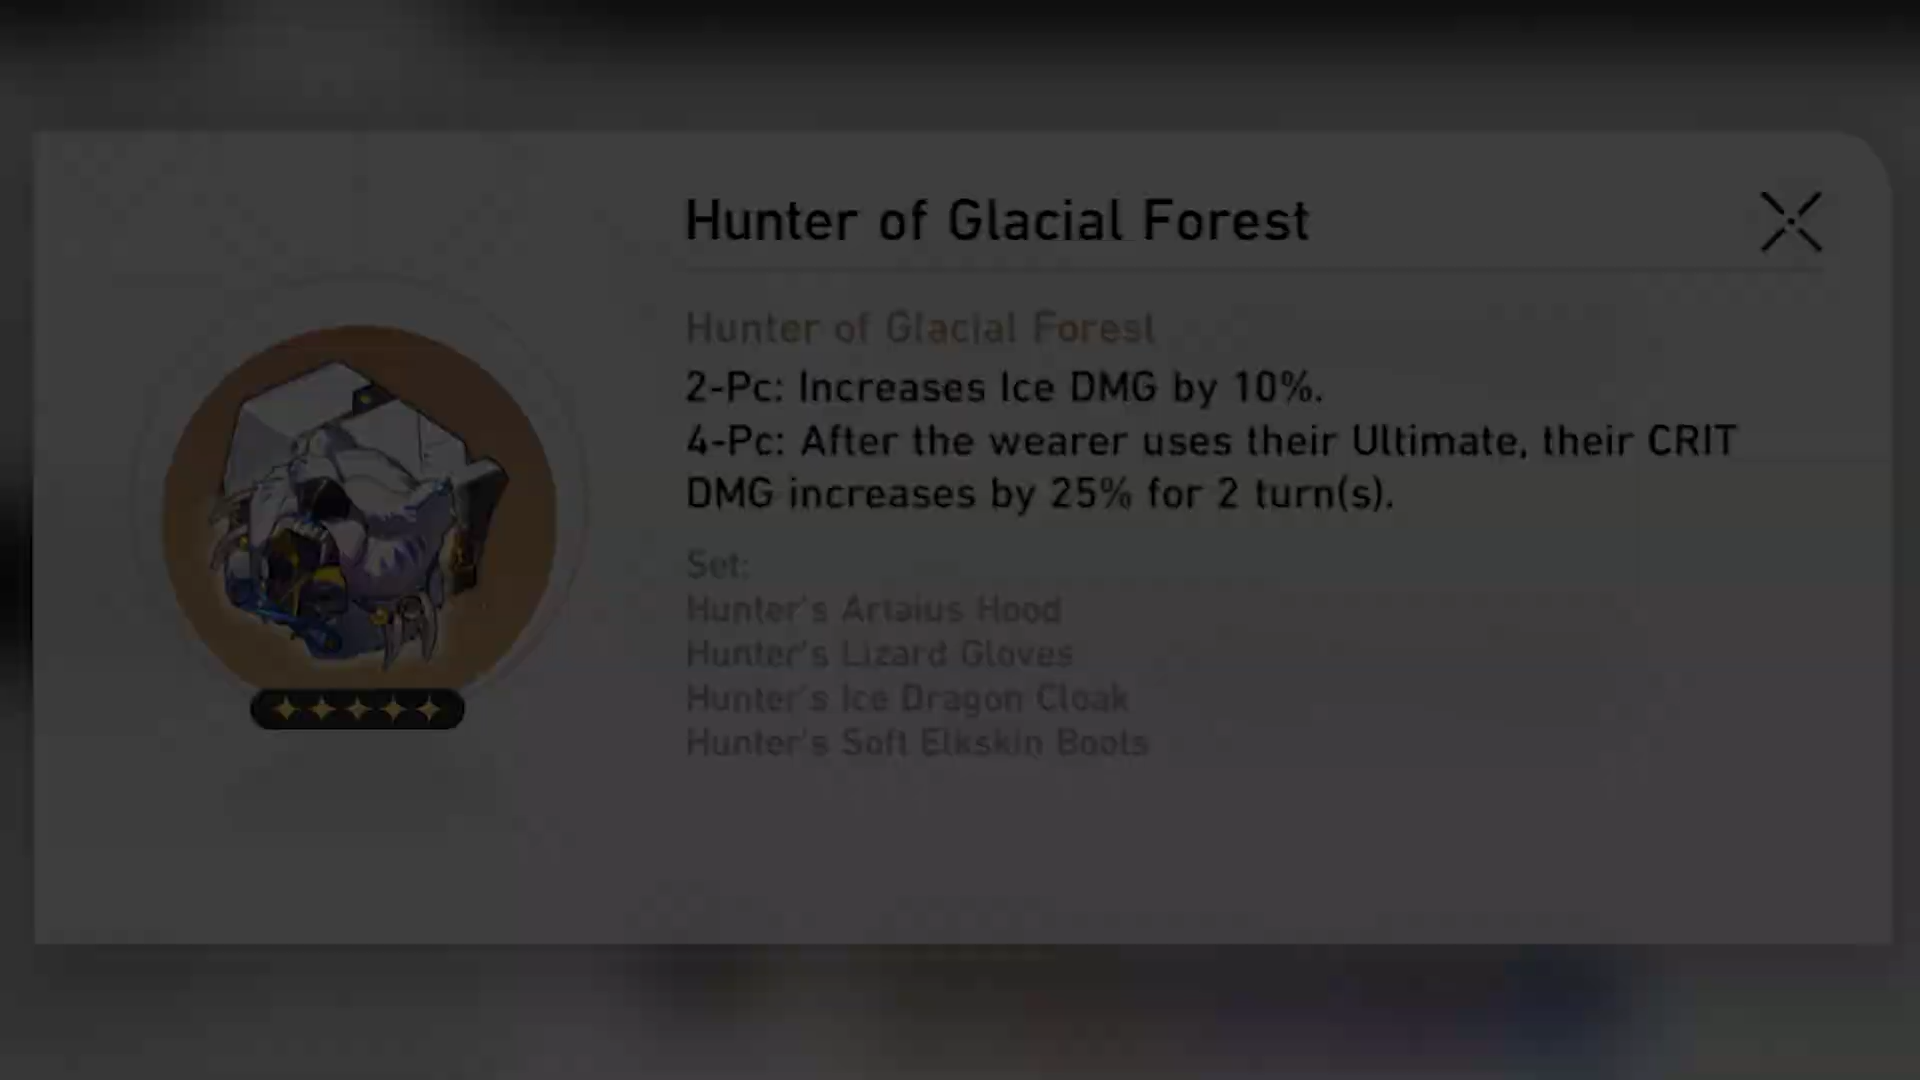 Hunter of Glacial Forest
Hunter of Glacial Forest
2-Pc: Increases Ice DMG by 10%.
4-Pc: After the wearer uses their Ultimate, their CRIT
DMG increases by 25% for 2 turn(s).
Set:
Hunter's Artaius Hood
Hunter's Lizard Gloves
Hunter's Ice Dragon Cloak
Hunter's Soft Elkskin Boots